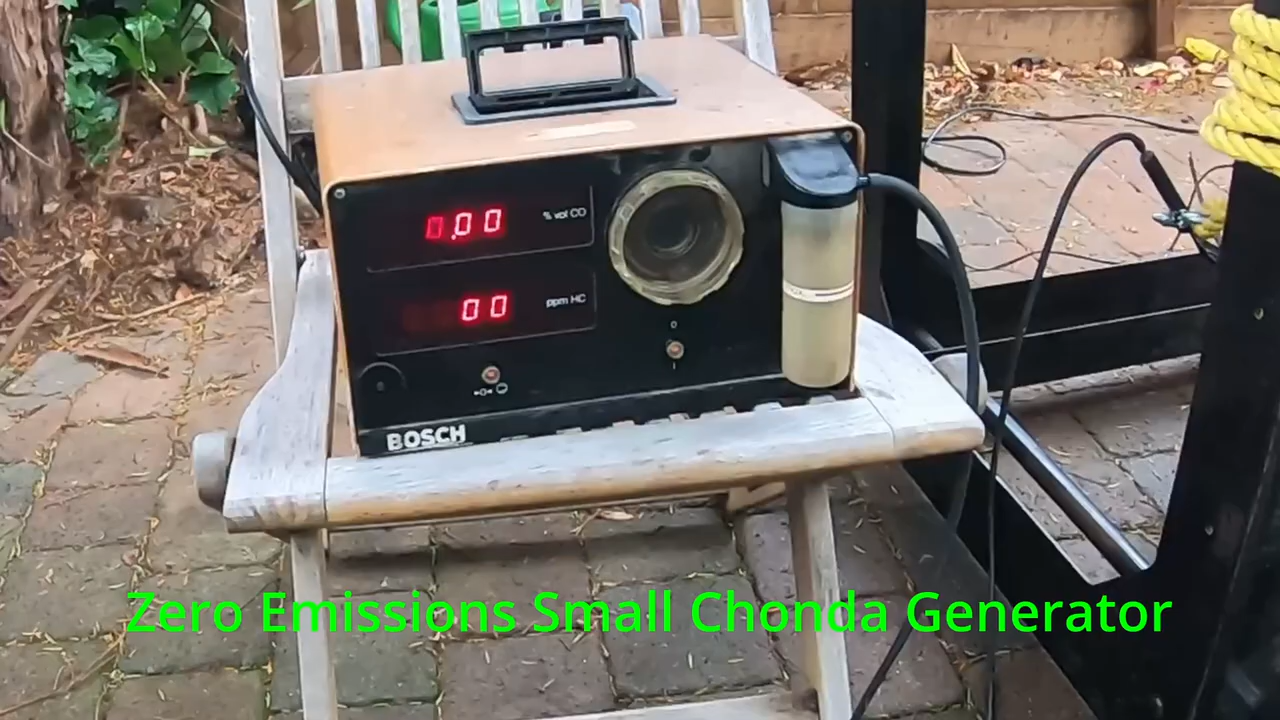 .00 % vol CO
00 ppm HC
0
I
BOSCH
Zero Emissions Small Chonda Generator